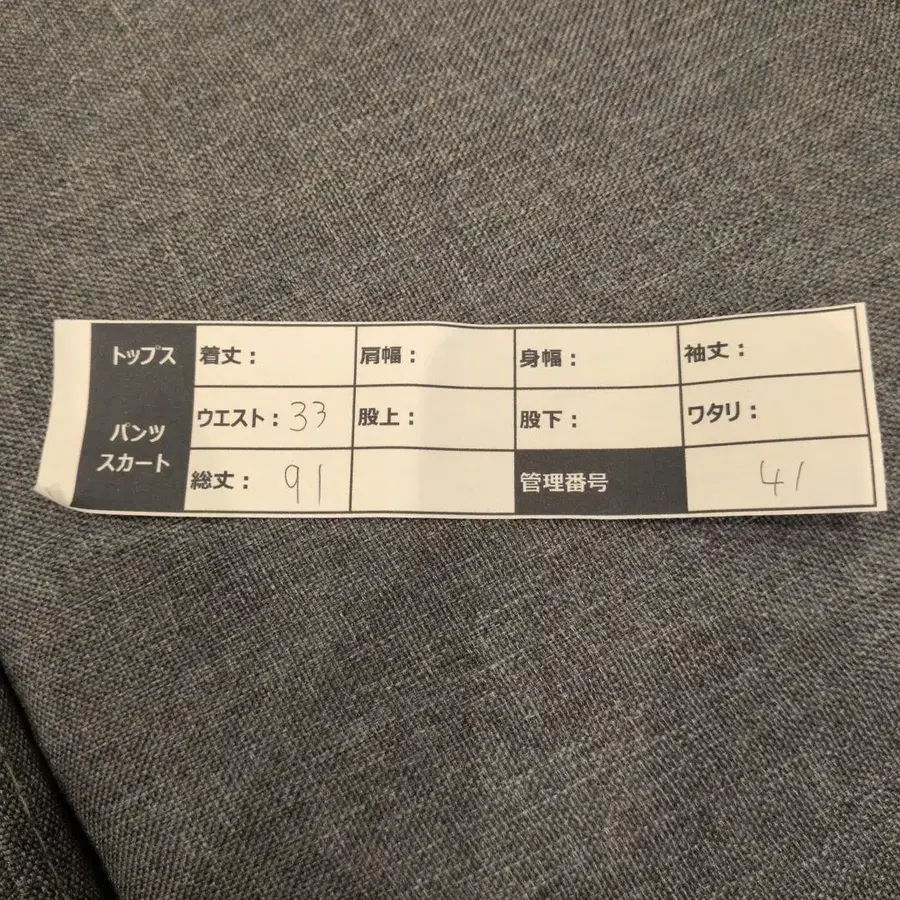 トップス 着丈： 肩幅： 身幅： 袖丈：
パンツ スカート ウエスト：33 股上： 股下： ワタリ：
総丈： 91 管理番号 41